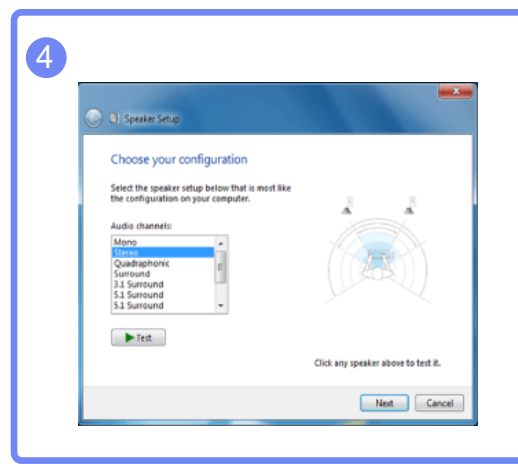 4
Speaker Setup
Choose your configuration
Select the speaker setup below that is most like
the configuration on your computer.
Audio channels:
Mono
Stereo
Quadraphonic
Surround
3.1 Surround
5.1 Surround
5.1 Surround
Test
Click any speaker above to test it.
Next
Cancel